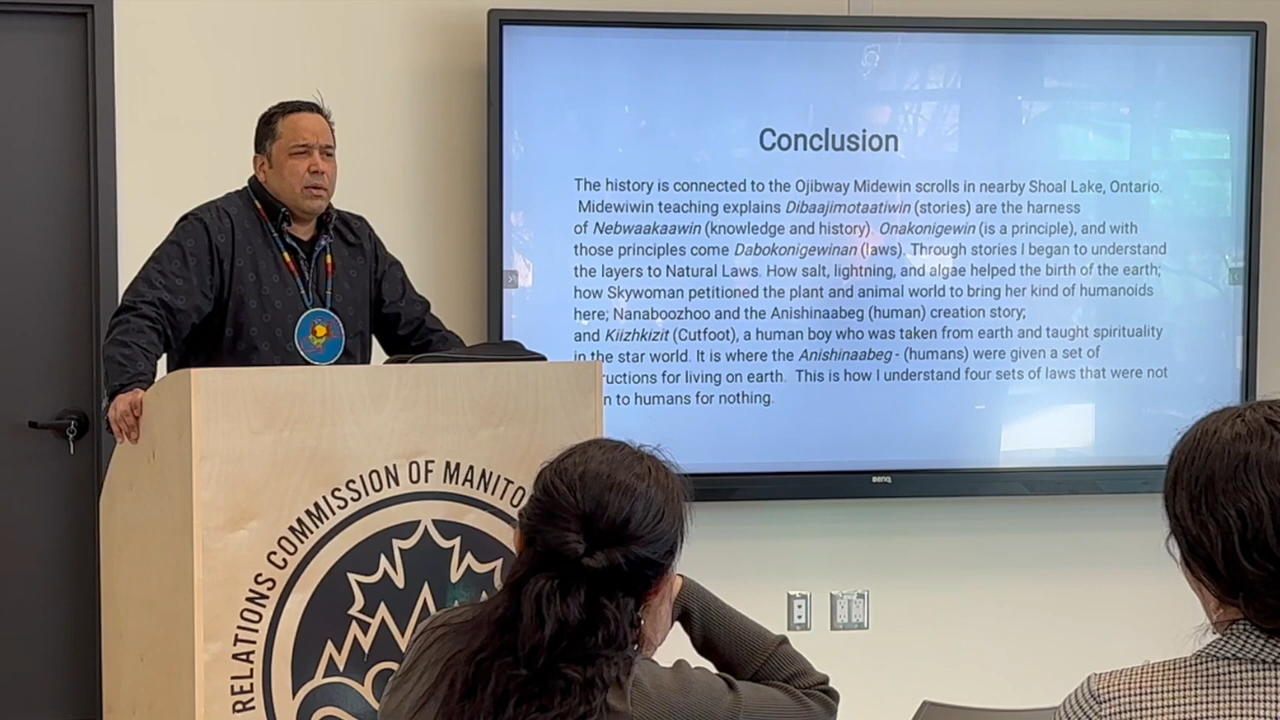 Conclusion
The history is connected to the Ojibway Midewin scrolls in nearby Shoal Lake, Ontario.
Midewiwin teaching explains Dibaajimotaatiwin (stories) are the harness
of Nebwaakaawin (knowledge and history). Onakonigewin (is a principle), and with
those principles come Dabokonigewinan (laws). Through stories I began to understand
the layers to Natural Laws. How salt, lightning, and algae helped the birth of the earth;
how Skywoman petitioned the plant and animal world to bring her kind of humanoids
here; Nanaboozhoo and the Anishinaabeg (human) creation story;
and Kiizhkizit (Cutfoot), a human boy who was taken from earth and taught spirituality
in the star world. It is where the Anishinaabeg - (humans) were given a set of
ructions for living on earth. This is how I understand four sets of laws that were not
n to humans for nothing.
BenQ
RELATIONS COMMISSION OF MANITO